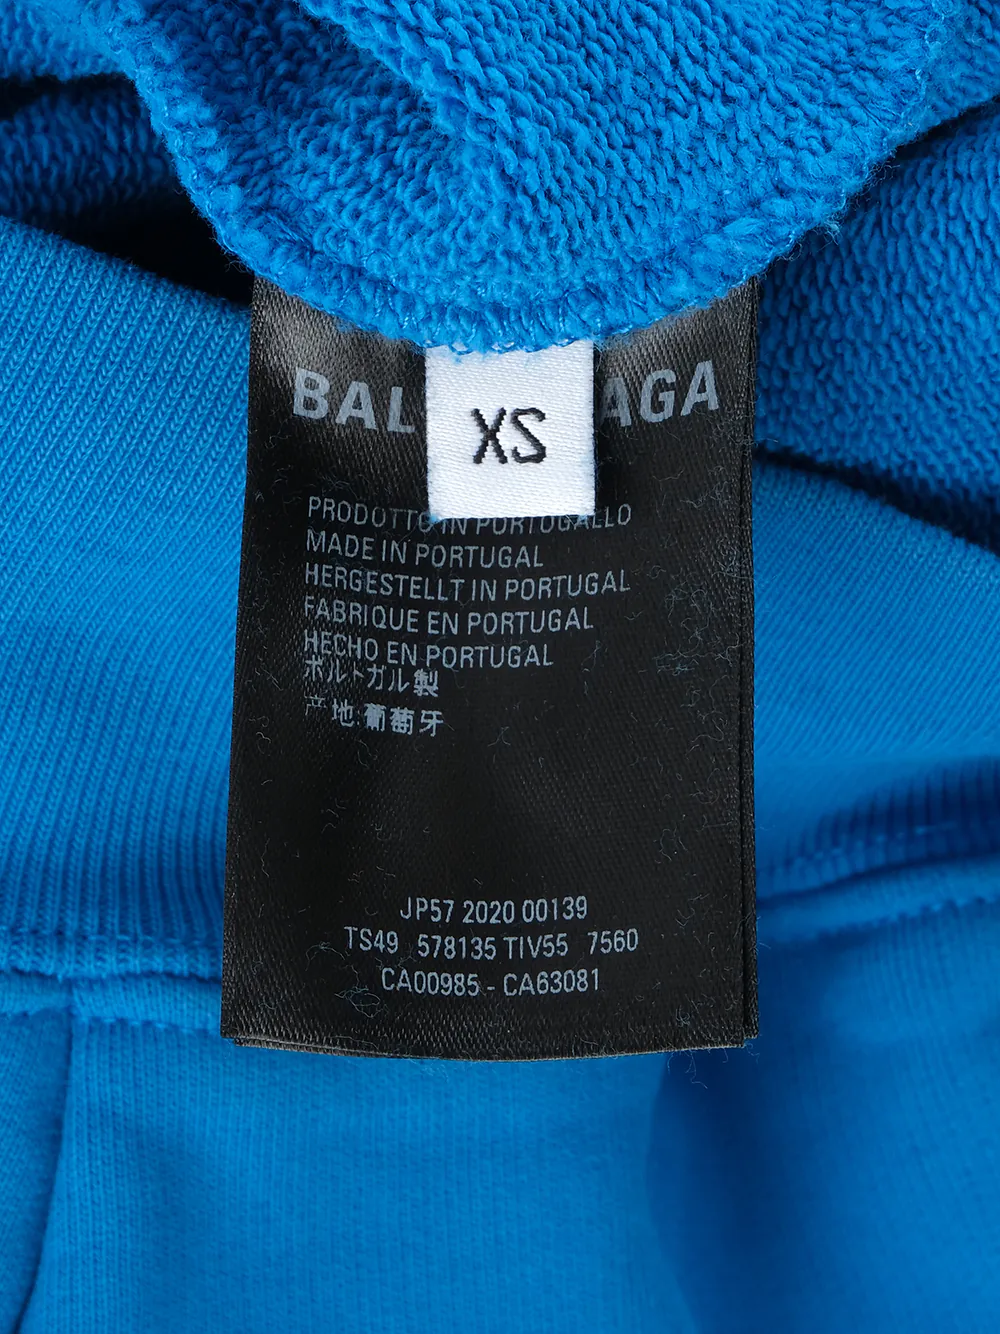 BAL AGA
XS
PRODOTTO IN PORTOGALLO
MADE IN PORTUGAL
HERGESTELLT IN PORTUGAL
FABRIQUE EN PORTUGAL
HECHO EN PORTUGAL
ポルトガル製
产地:葡萄牙
JP57 2020 00139
TS49 578135 TIV55 7560
CA00985 - CA63081